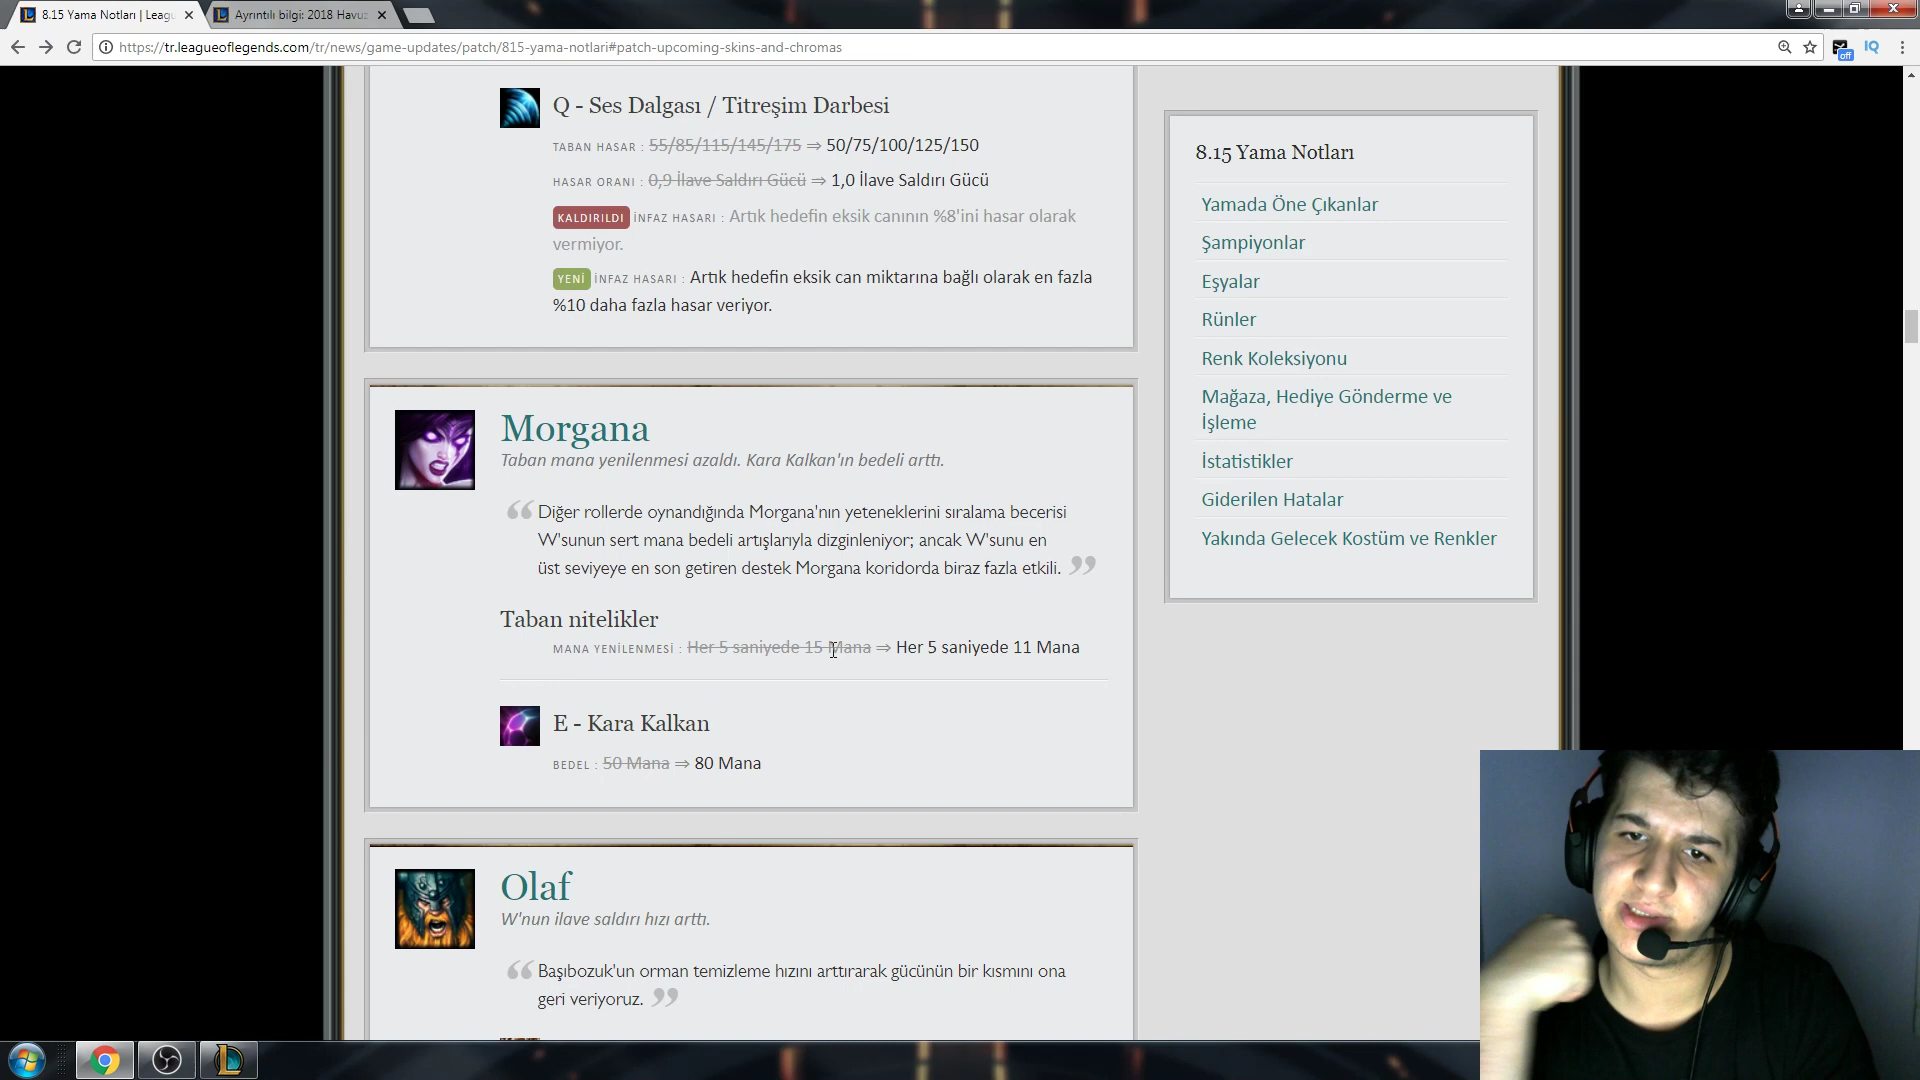 8.15 Yama Notları | Leagu
Ayrıntılı bilgi: 2018 Havuz
https://tr.leagueoflegends.com/tr/news/game-updates/patch/815-yama-notlari#patch-upcoming-skins-and-chromas
off
IQ
Q - Ses Dalgası / Titreşim Darbesi
TABAN HASAR : 55/85/115/145/175 ⇒ 50/75/100/125/150
HASAR ORANI : 0,9 İlave Saldırı Gücü ⇒ 1,0 İlave Saldırı Gücü
KALDIRILDI İNFAZ HASARI : Artık hedefin eksik canının %8'ini hasar olarak
vermiyor.
YENİ İNFAZ HASARI : Artık hedefin eksik can miktarına bağlı olarak en fazla
%10 daha fazla hasar veriyor.
Morgana
Taban mana yenilenmesi azaldı. Kara Kalkan'ın bedeli arttı.
“ Diğer rollerde oynandığında Morgana'nın yeteneklerini sıralama becerisi
W'sunun sert mana bedeli artışlarıyla dizginleniyor; ancak W'sunu en
üst seviyeye en son getiren destek Morgana koridorda biraz fazla etkili. ”
Taban nitelikler
MANA YENİLENMESİ : Her 5 saniyede 15 Mana ⇒ Her 5 saniyede 11 Mana
E - Kara Kalkan
BEDEL : 50 Mana ⇒ 80 Mana
Olaf
W'nun ilave saldırı hızı arttı.
“ Başıbozuk'un orman temizleme hızını arttırarak gücünün bir kısmını ona
geri veriyoruz. ”
8.15 Yama Notları
Yamada Öne Çıkanlar
Şampiyonlar
Eşyalar
Rünler
Renk Koleksiyonu
Mağaza, Hediye Gönderme ve
İşleme
İstatistikler
Giderilen Hatalar
Yakında Gelecek Kostüm ve Renkler